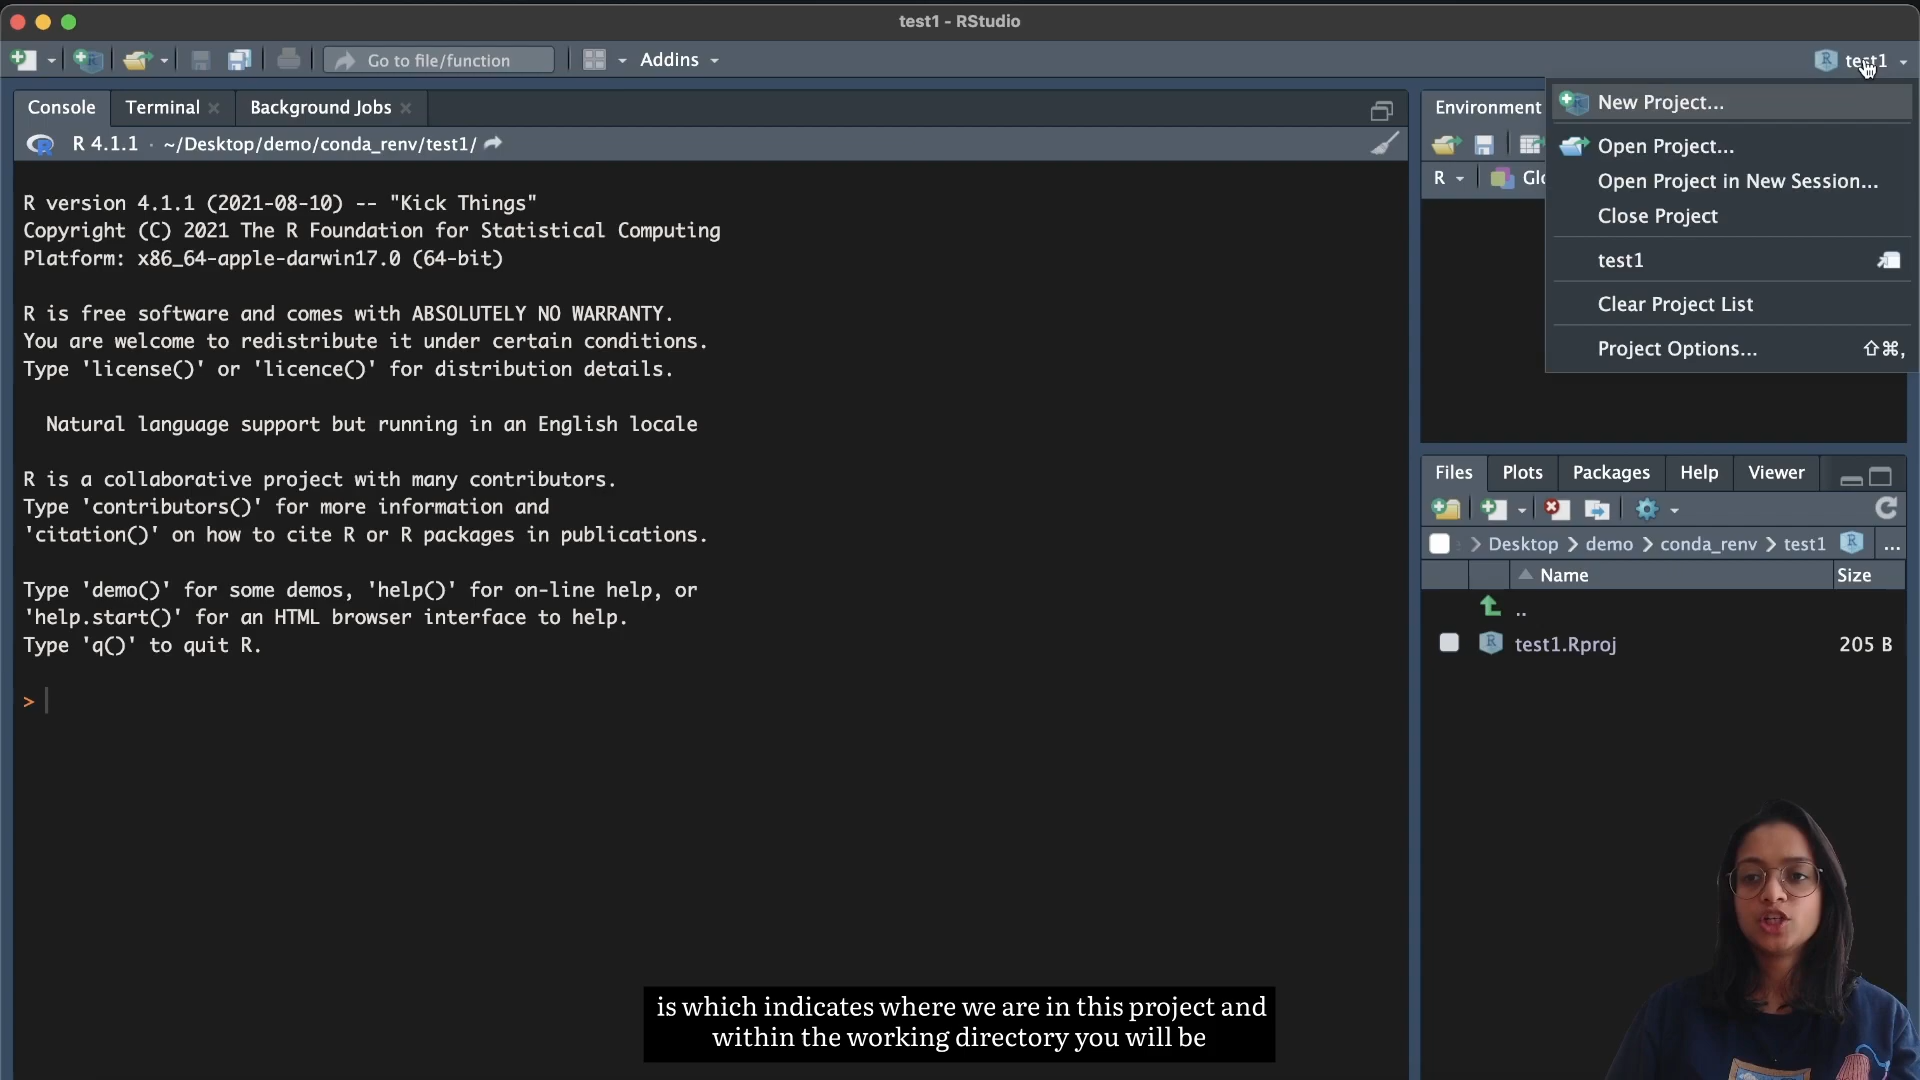 test1 - RStudio
Go to file/function
Addins
test1
Console
Terminal
Background Jobs
R 4.1.1 · ~/Desktop/demo/conda_renv/test1/
R version 4.1.1 (2021-08-10) -- "Kick Things"
Copyright (C) 2021 The R Foundation for Statistical Computing
Platform: x86_64-apple-darwin17.0 (64-bit)
R is free software and comes with ABSOLUTELY NO WARRANTY.
You are welcome to redistribute it under certain conditions.
Type 'license()' or 'licence()' for distribution details.
Natural language support but running in an English locale
R is a collaborative project with many contributors.
Type 'contributors()' for more information and
'citation()' on how to cite R or R packages in publications.
Type 'demo()' for some demos, 'help()' for on-line help, or
'help.start()' for an HTML browser interface to help.
Type 'q()' to quit R.
>
Environment
R
Glo
New Project...
Open Project...
Open Project in New Session...
Close Project
test1
Clear Project List
Project Options... ⇧⌘,
Files
Plots
Packages
Help
Viewer
Desktop > demo > conda_renv > test1
...
Name
Size
..
test1.Rproj
205 B
is which indicates where we are in this project and
within the working directory you will be